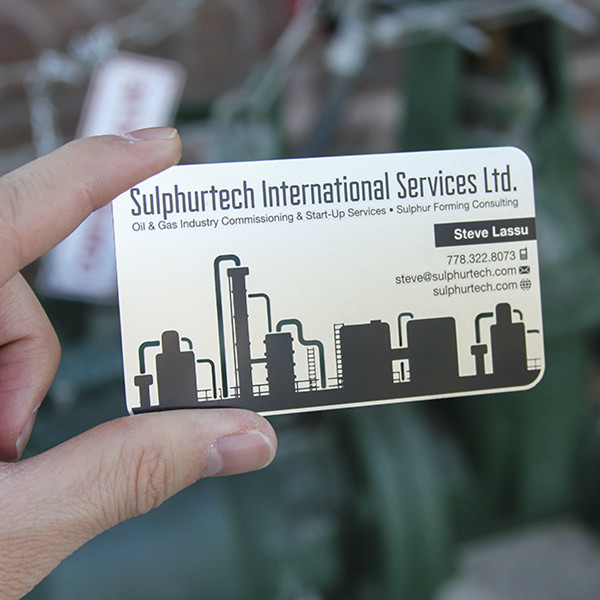 Sulphurtech International Services Ltd.
Oil & Gas Industry Commissioning & Start-Up Services • Sulphur Forming Consulting
Steve Lassu
778.322.8073
steve@sulphurtech.com
sulphurtech.com